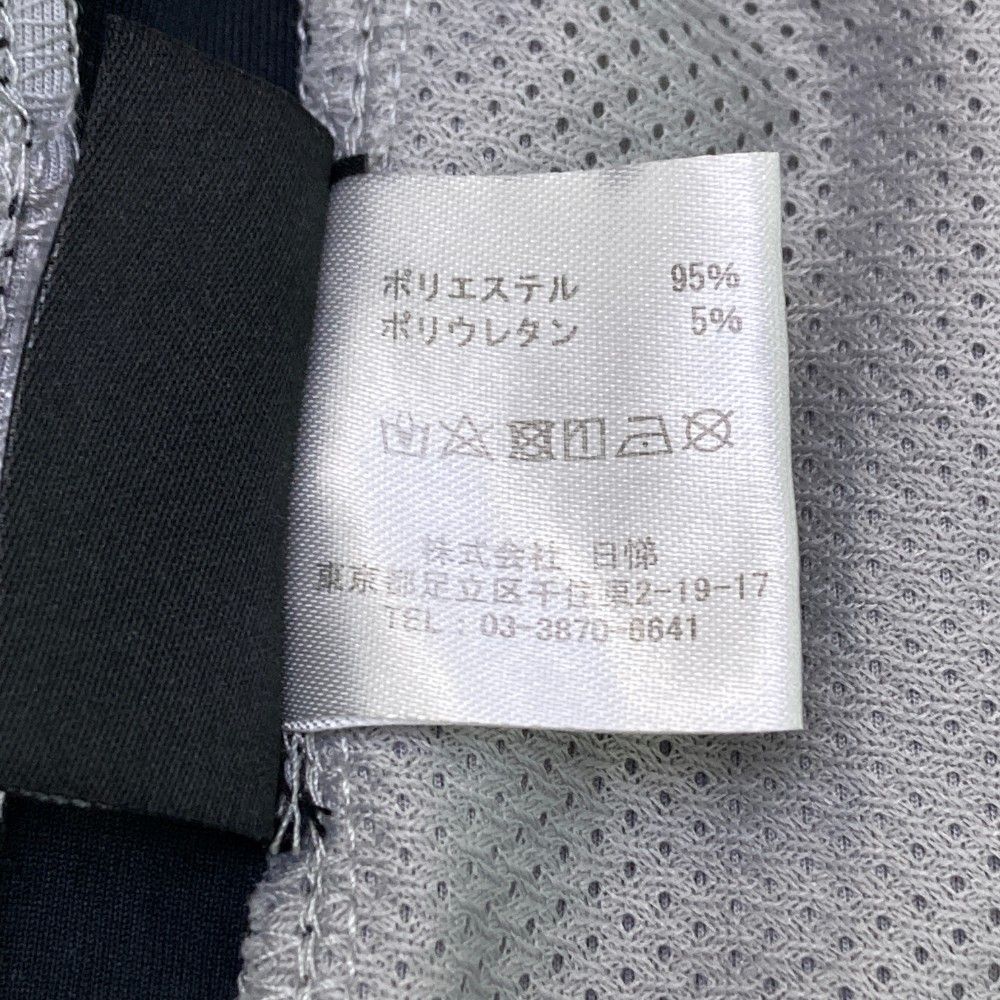 ポリエステル 95%
ポリウレタン 5%
株式会社 日悌
東京都足立区千住東2-19-17
TEL:03-3870-6641